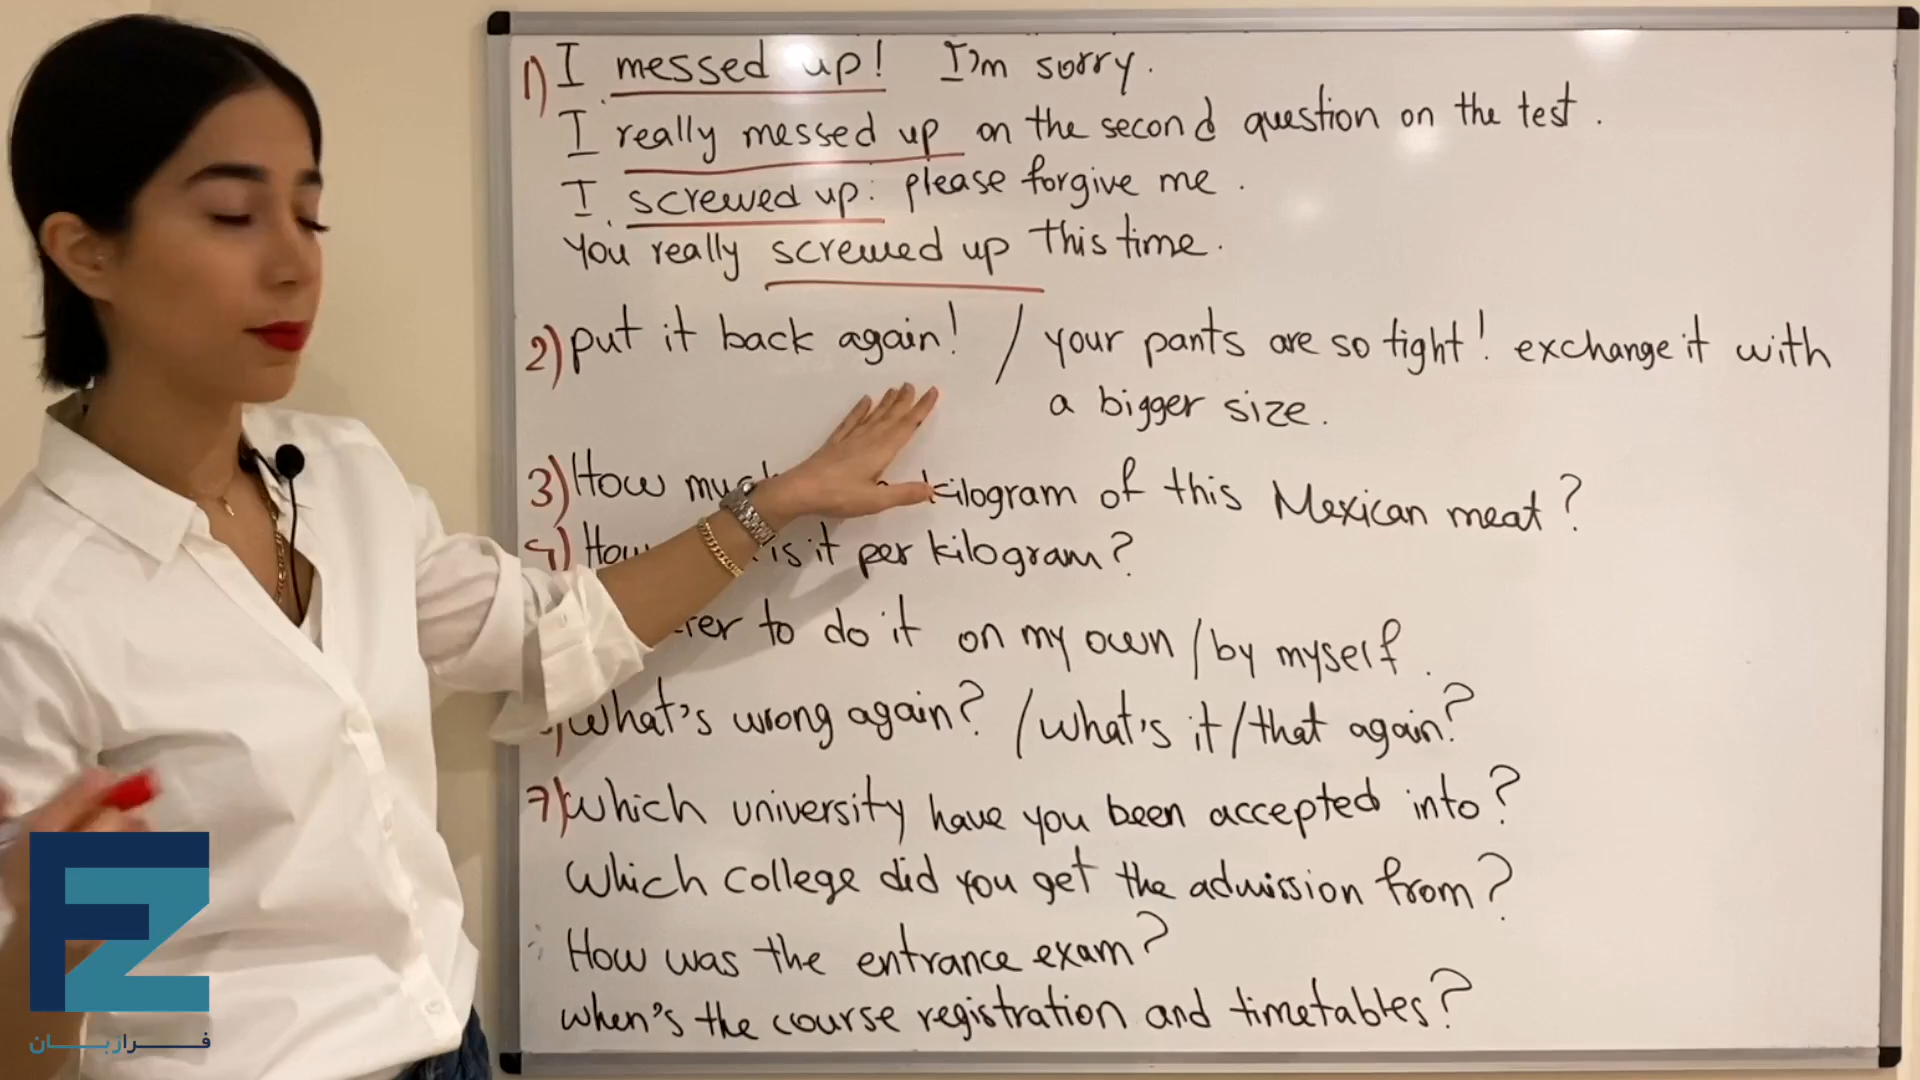 1) I messed up! I'm sorry.
I really messed up on the second question on the test.
I screwed up. please forgive me.
You really screwed up this time.
2) put it back again! / your pants are so tight! exchange it with
a bigger size.
3) How kilogram of this Mexican meat?
4) How is it per kilogram?
to do it on my own / by myself.
what's wrong again? / what's it / that again?
7) Which university have you been accepted into?
Which college did you get the admission from?
How was the entrance exam?
when's the course registration and timetables?
FZ
فرازبان